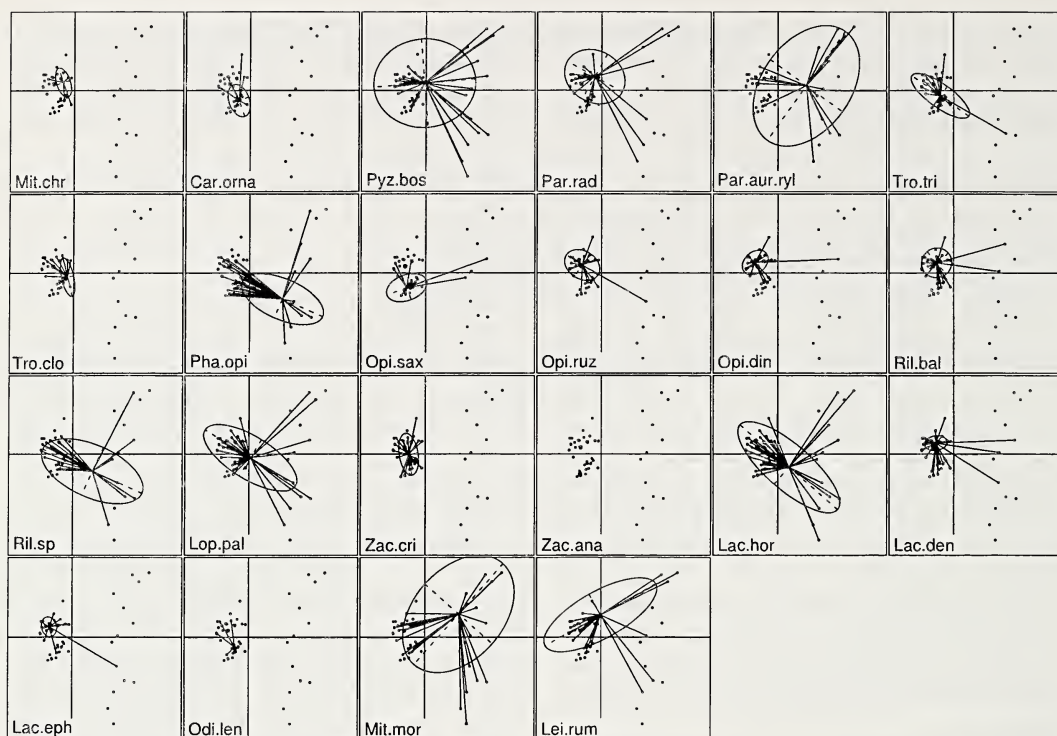 Mit.chr
Car.orna
Pyz.bos
Par.rad
Par.aur.ryl
Tro.tri
Tro.clo
Pha.opi
Opi.sax
Opi.ruz
Opi.din
Ril.bal
Ril.sp
Lop.pal
Zac.cri
Zac.ana
Lac.hor
Lac.den
Lac.eph
Odi.len
Mit.mor
Lei.rum